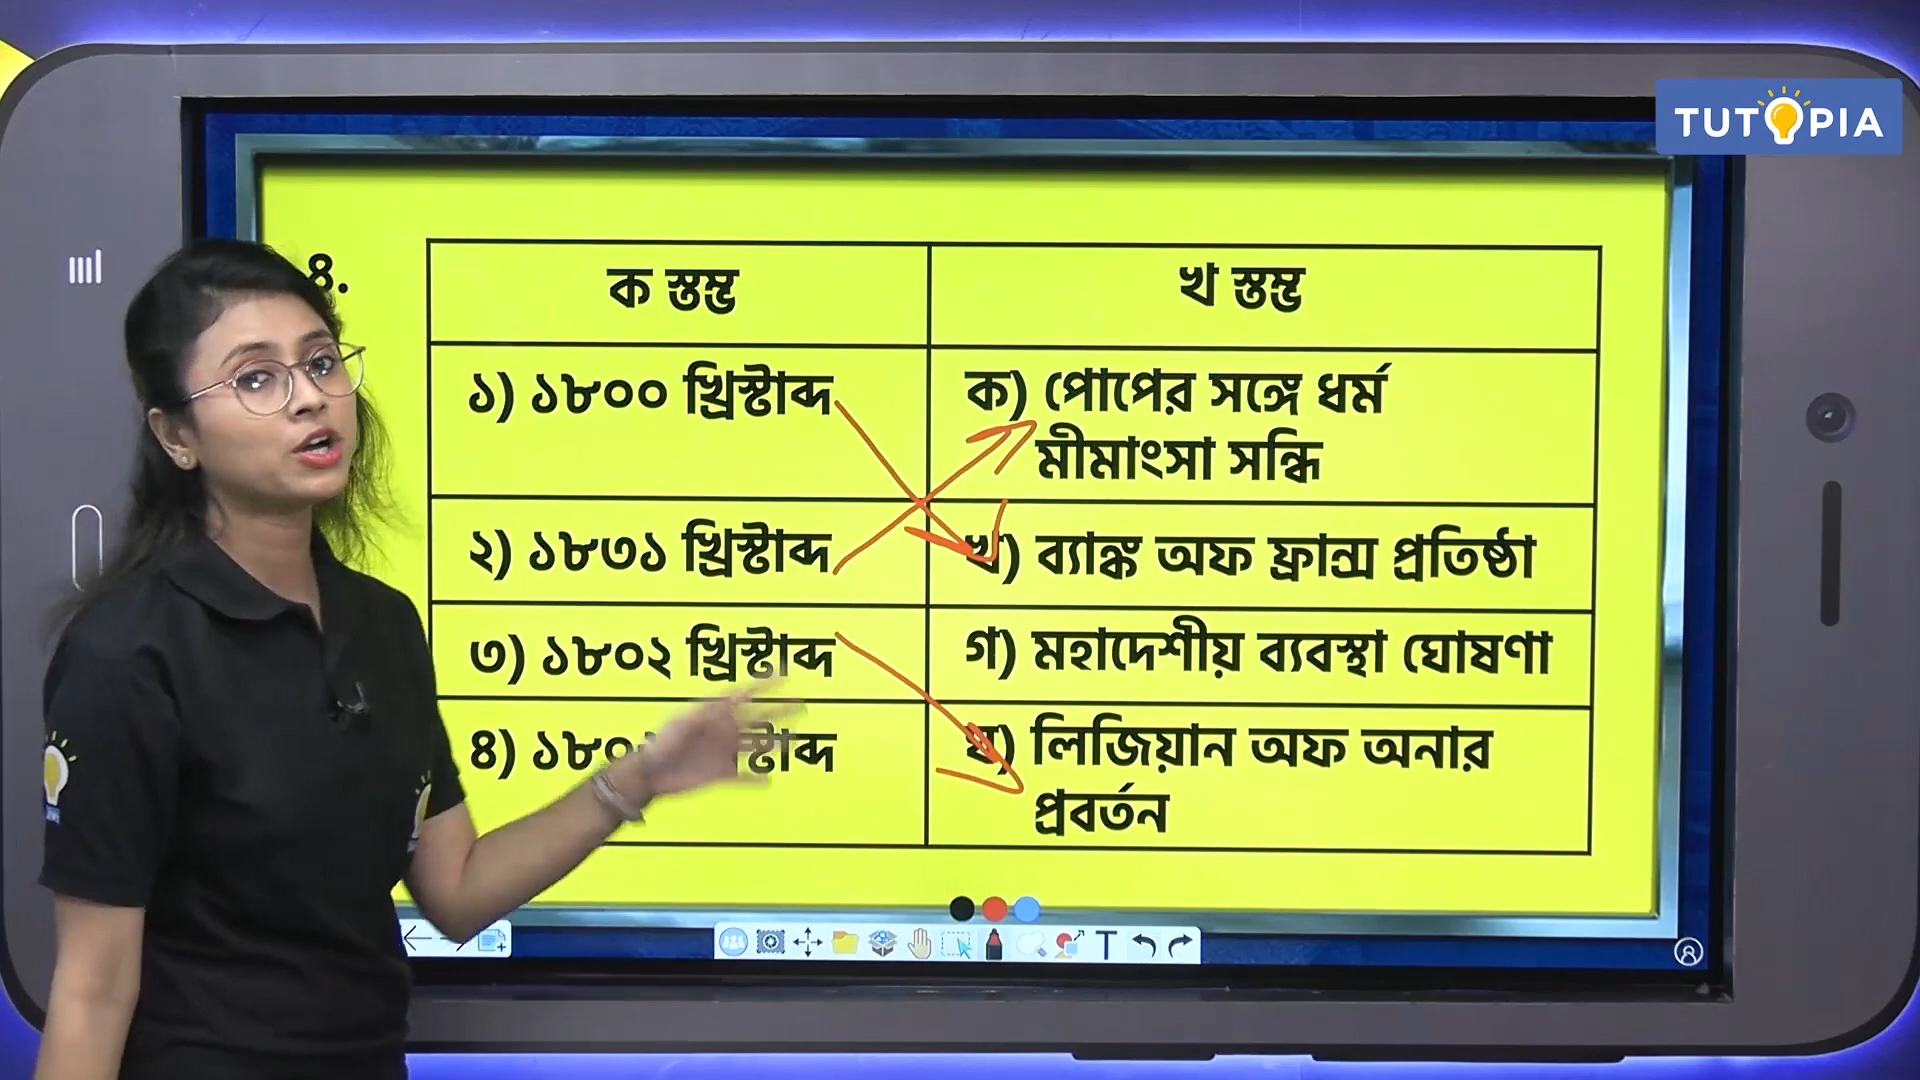 TUTOPIA
৪.
ক স্তম্ভ
খ স্তম্ভ
১) ১৮০০ খ্রিস্টাব্দ
ক) পোপের সঙ্গে ধর্ম
মীমাংসা সন্ধি
২) ১৮৩১ খ্রিস্টাব্দ
খ) ব্যাঙ্ক অফ ফ্রান্স প্রতিষ্ঠা
৩) ১৮০২ খ্রিস্টাব্দ
গ) মহাদেশীয় ব্যবস্থা ঘোষণা
৪)
ঘ) লিজিয়ান অফ অনার
প্রবর্তন